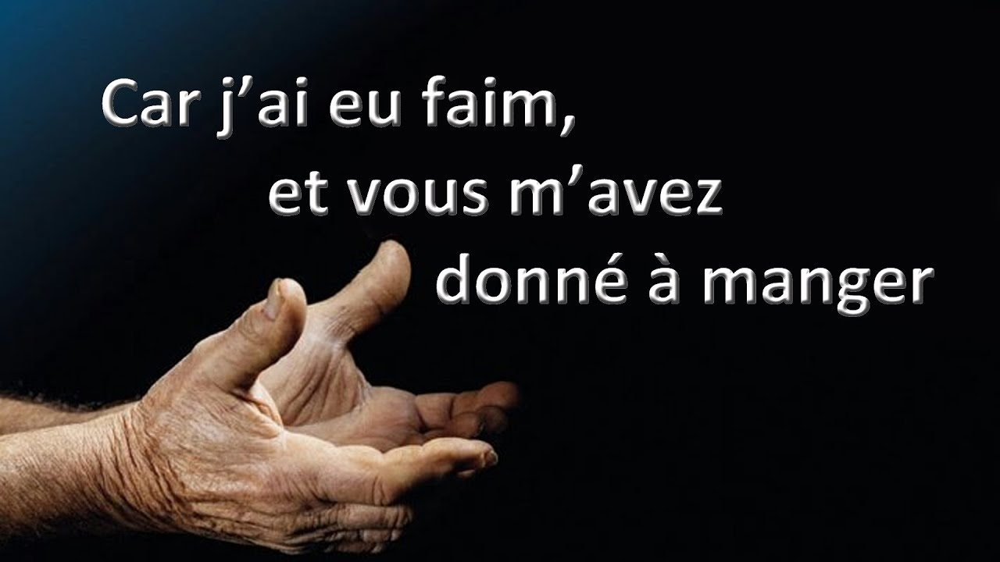 Car j’ai eu faim,
et vous m’avez
donné à manger